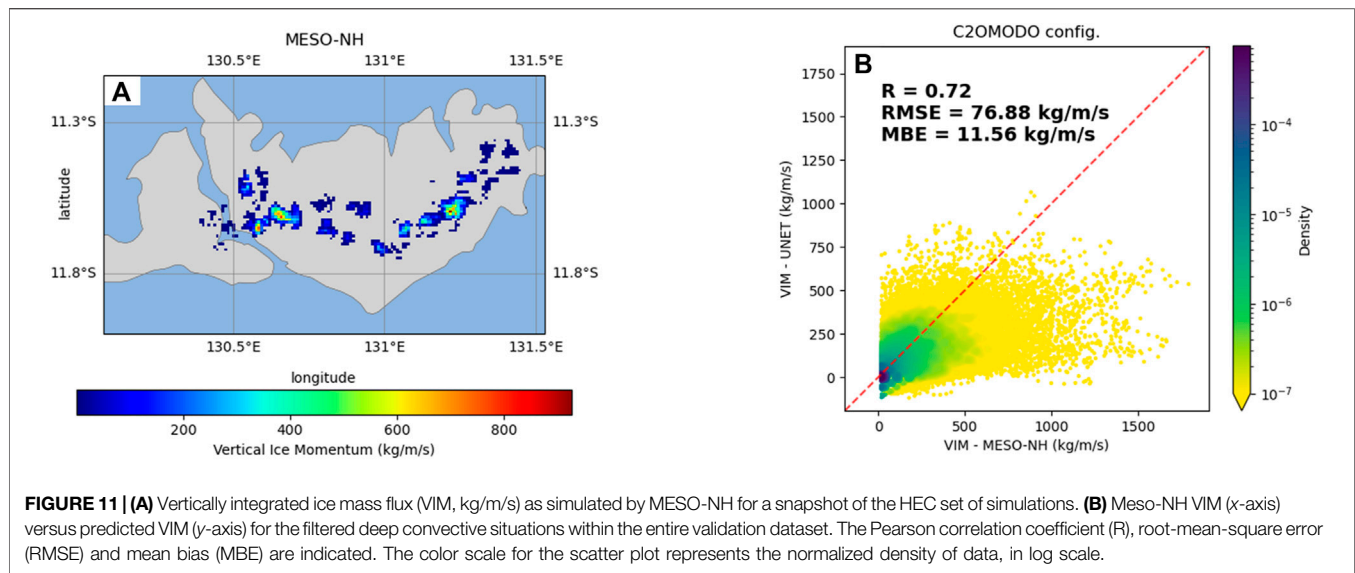 MESO-NH
130.5°E 131°E 131.5°E
A
11.3°S 11.3°S
latitude
11.8°S 11.8°S
130.5°E 131°E 131.5°E
longitude
200 400 600 800
Vertical Ice Momentum (kg/m/s)
C2OMODO config.
B
R = 0.72
RMSE = 76.88 kg/m/s
MBE = 11.56 kg/m/s
1750
1500
1250
1000
750
500
250
0
VIM - UNET (kg/m/s)
0 500 1000 1500
VIM - MESO-NH (kg/m/s)
10⁻⁴
10⁻⁵
10⁻⁶
10⁻⁷
Density
FIGURE 11 | (A) Vertically integrated ice mass flux (VIM, kg/m/s) as simulated by MESO-NH for a snapshot of the HEC set of simulations. (B) Meso-NH VIM (x-axis)
versus predicted VIM (y-axis) for the filtered deep convective situations within the entire validation dataset. The Pearson correlation coefficient (R), root-mean-square error
(RMSE) and mean bias (MBE) are indicated. The color scale for the scatter plot represents the normalized density of data, in log scale.